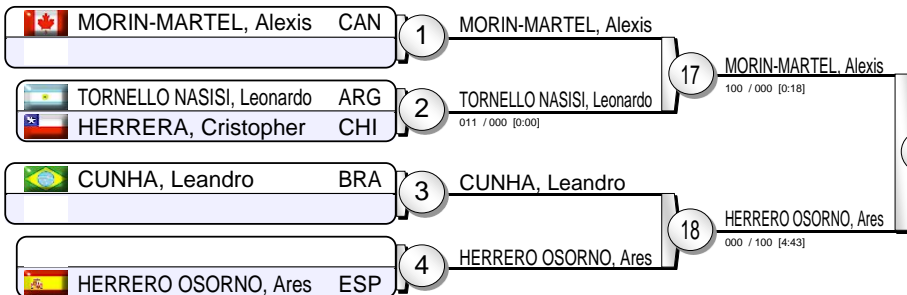 MORIN-MARTEL, Alexis CAN
1
MORIN-MARTEL, Alexis
17
MORIN-MARTEL, Alexis
100 / 000 [0:18]
TORNELLO NASISI, Leonardo ARG
HERRERA, Cristopher CHI
2
TORNELLO NASISI, Leonardo
011 / 000 [0:00]
CUNHA, Leandro BRA
3
CUNHA, Leandro
18
HERRERO OSORNO, Ares
000 / 100 [4:43]
4
HERRERO OSORNO, Ares
HERRERO OSORNO, Ares ESP